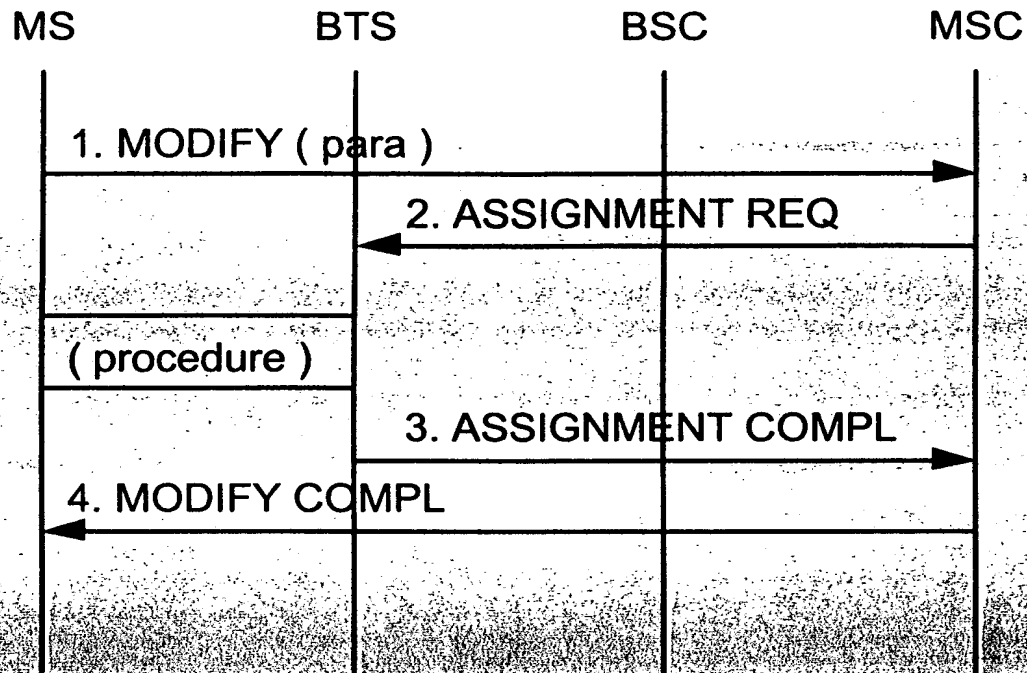 MS BTS BSC MSC
1. MODIFY ( para )
2. ASSIGNMENT REQ
( procedure )
3. ASSIGNMENT COMPL
4. MODIFY COMPL